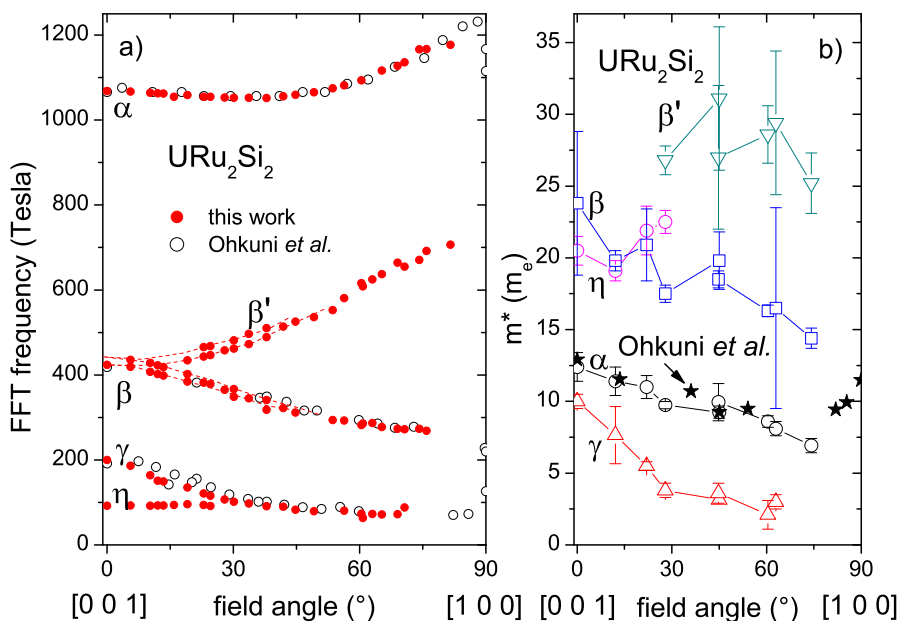 a)
1200
1000
800
600
400
200
0
FFT frequency (Tesla)
α
URu₂Si₂
this work
Ohkuni et al.
β'
β
γ
η
0 30 60 90
[0 0 1] field angle (°) [1 0 0]
b)
35
30
25
20
15
10
5
0
m* (mₑ)
URu₂Si₂
β'
β
η
α
Ohkuni et al.
γ
0 30 60 90
[0 0 1] field angle (°) [1 0 0]